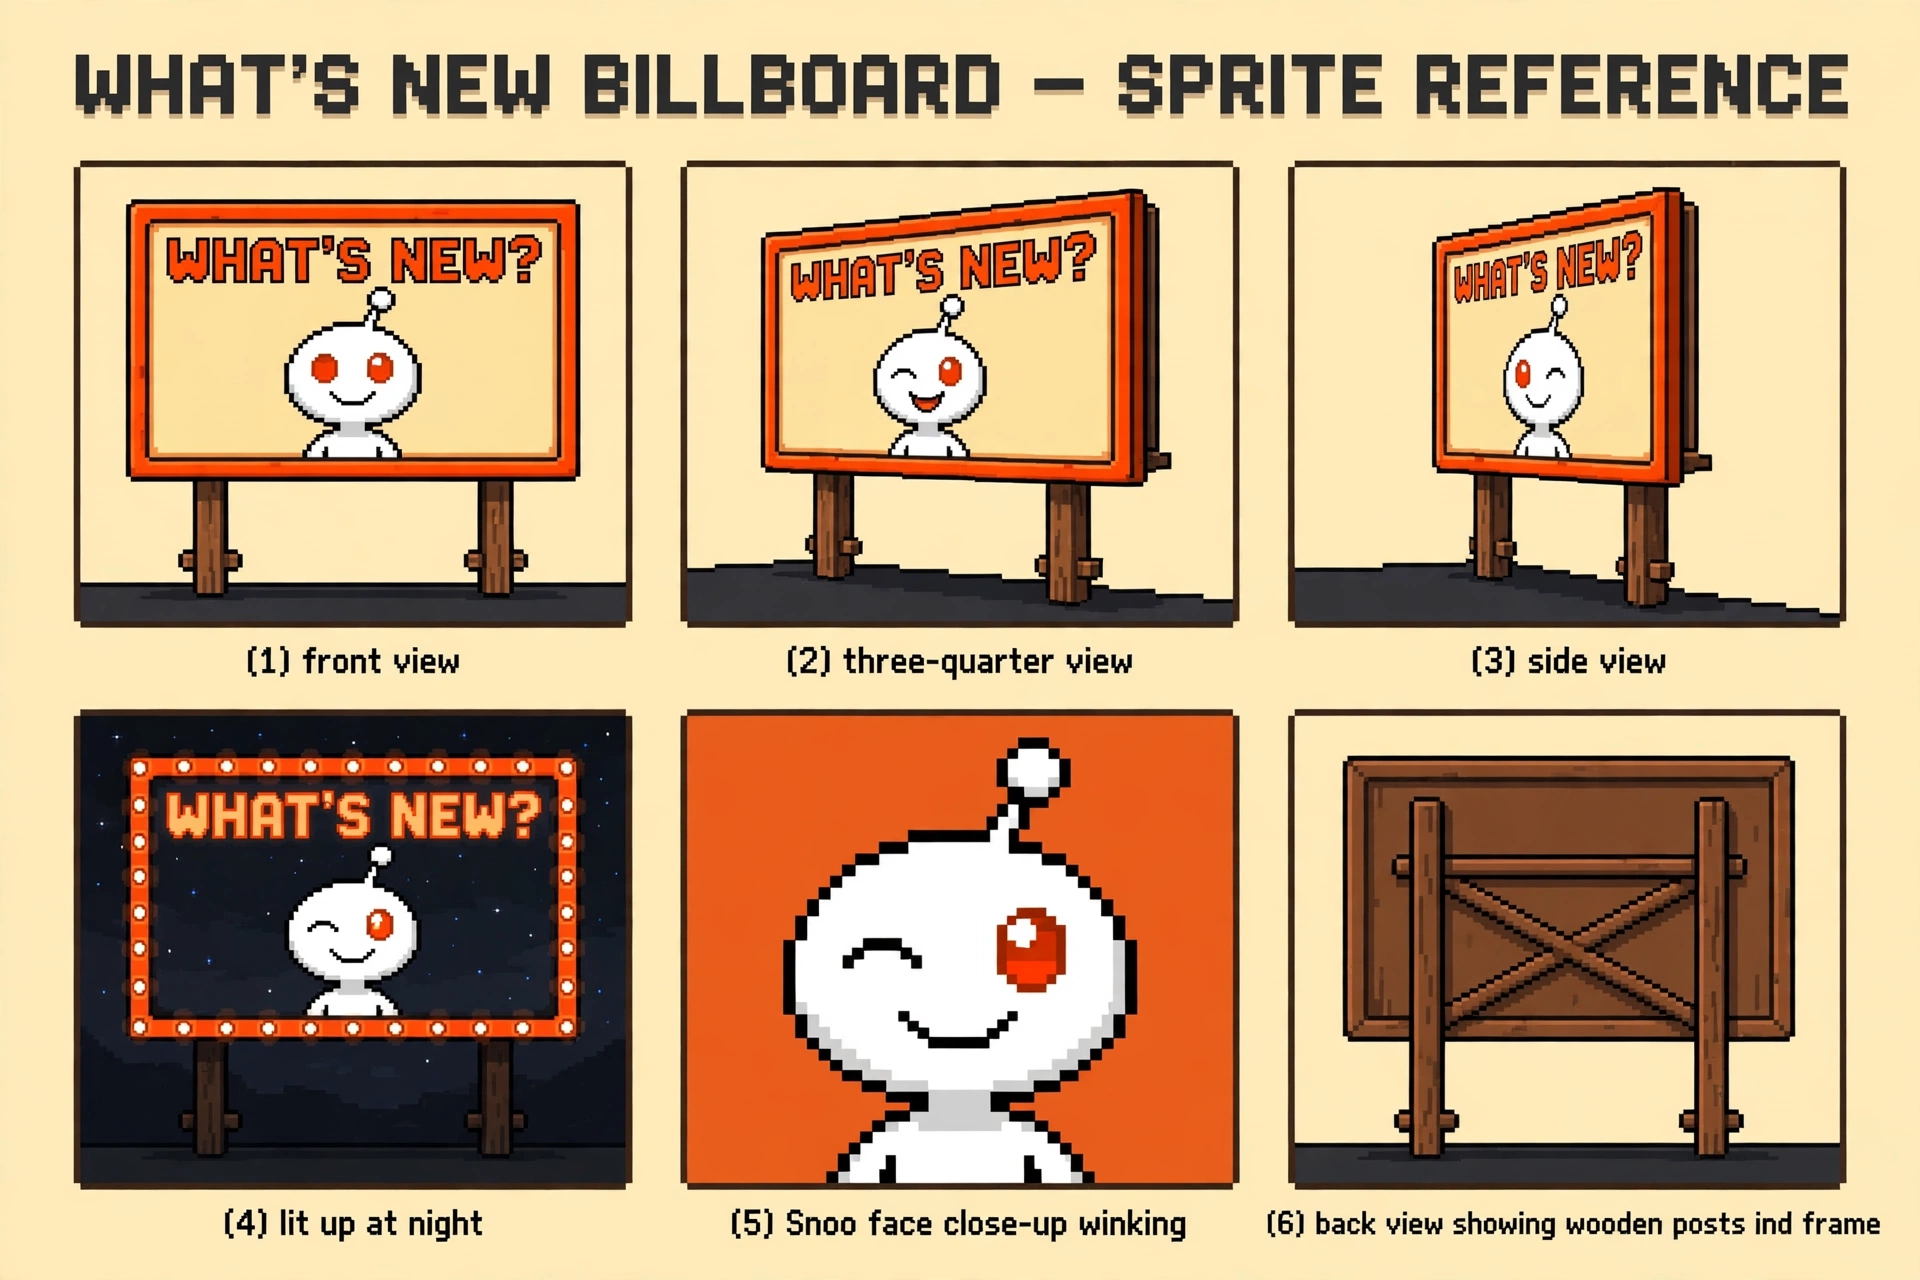 WHAT'S NEW BILLBOARD — SPRITE REFERENCE
WHAT'S NEW?
WHAT'S NEW?
WHAT'S NEW?
(1) front view
(2) three-quarter view
(3) side view
WHAT'S NEW?
(4) lit up at night
(5) Snoo face close-up winking
(6) back view showing wooden posts ind frame